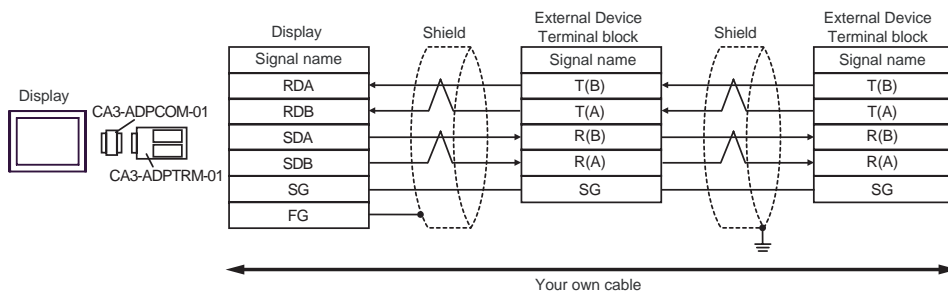 Display
CA3-ADPCOM-01
CA3-ADPTRM-01
Display
Signal name
RDA
RDB
SDA
SDB
SG
FG
Shield
External Device
Terminal block
Signal name
T(B)
T(A)
R(B)
R(A)
SG
Shield
External Device
Terminal block
Signal name
T(B)
T(A)
R(B)
R(A)
SG
Your own cable